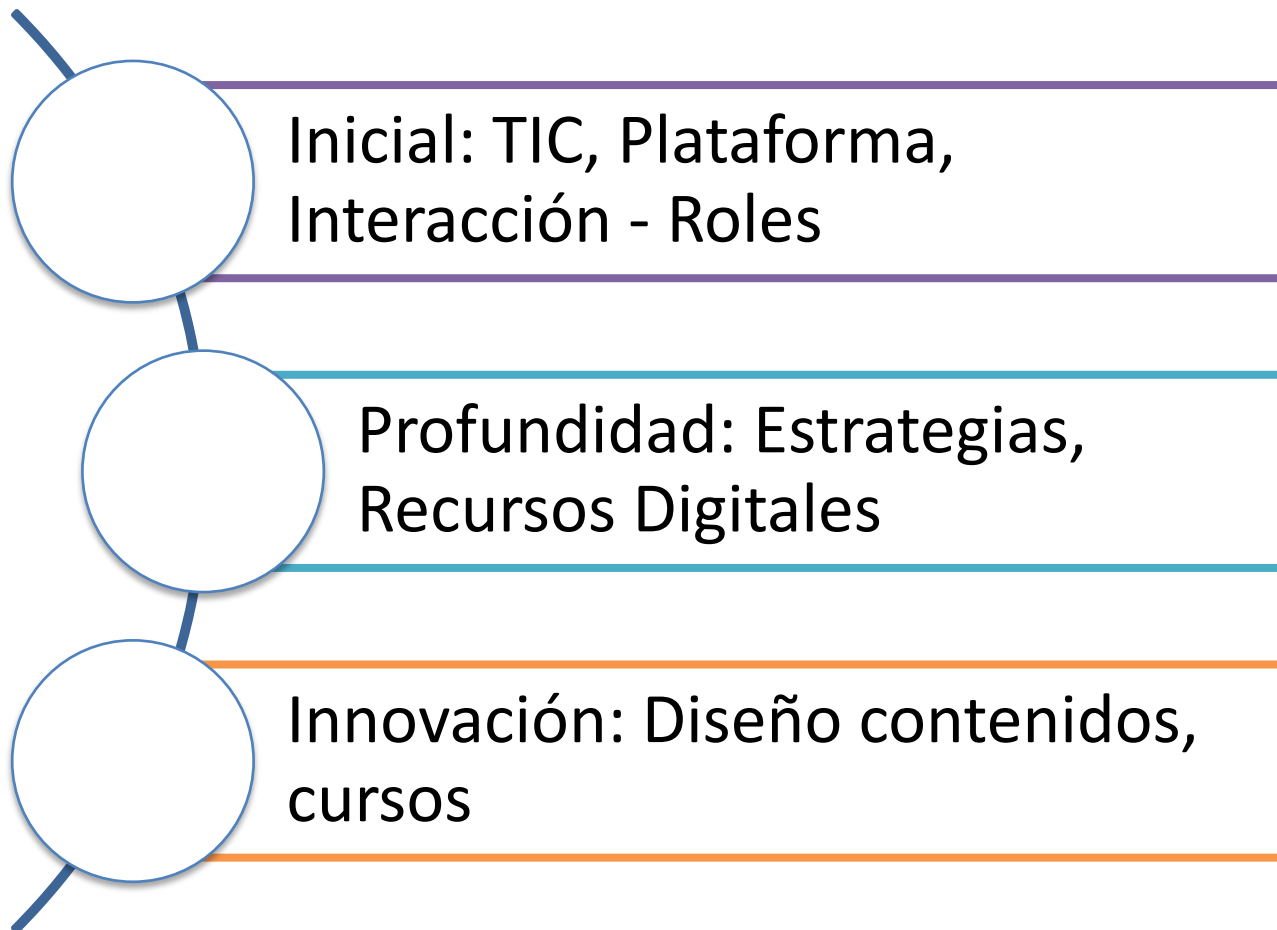 Inicial: TIC, Plataforma,
Interacción - Roles
Profundidad: Estrategias,
Recursos Digitales
Innovación: Diseño contenidos,
cursos